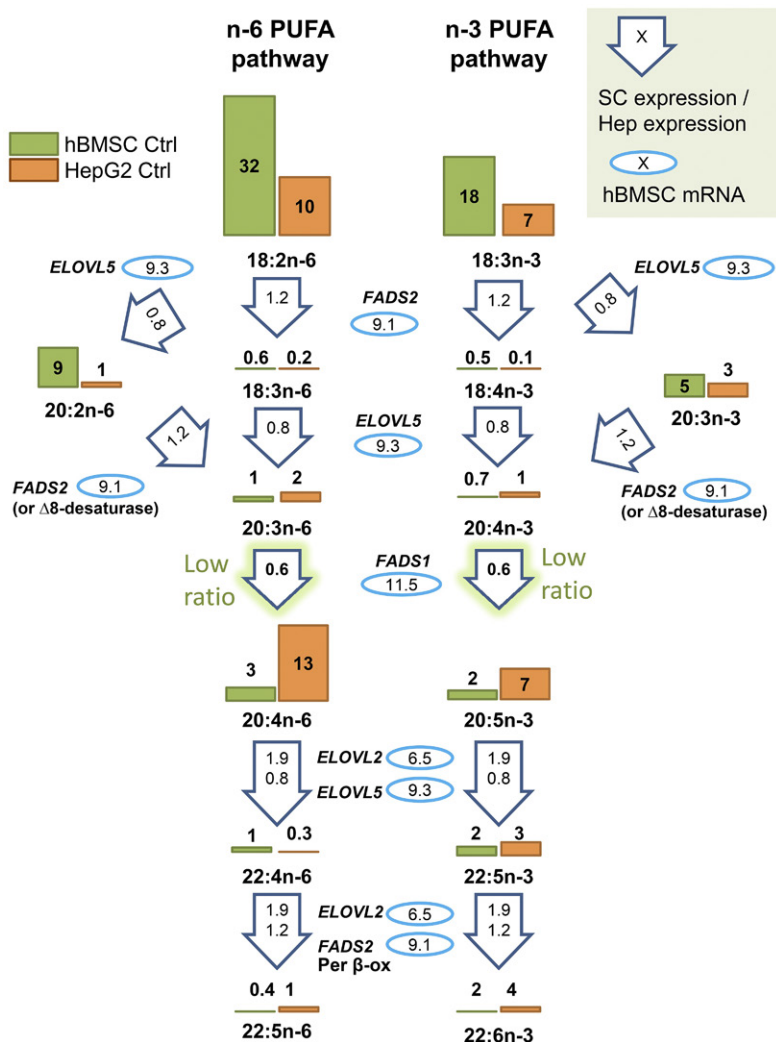 n-6 PUFA
pathway
n-3 PUFA
pathway
X
SC expression /
Hep expression
X
hBMSC mRNA
hBMSC Ctrl
HepG2 Ctrl
32
10
18
7
18:2n-6
18:3n-3
ELOVL5 9.3
1.2
FADS2
9.1
1.2
ELOVL5 9.3
0.8
0.8
0.6 0.2
0.5 0.1
9 1
5 3
18:3n-6
18:4n-3
20:2n-6
20:3n-3
1.2
0.8
ELOVL5
9.3
0.8
1.2
FADS2 9.1
(or Δ8-desaturase)
1 2
0.7 1
FADS2 9.1
(or Δ8-desaturase)
20:3n-6
20:4n-3
Low
ratio
0.6
FADS1
11.5
0.6
Low
ratio
3 13
2 7
20:4n-6
20:5n-3
1.9
0.8
ELOVL2 6.5
ELOVL5 9.3
1.9
0.8
1 0.3
2 3
22:4n-6
22:5n-3
1.9
1.2
ELOVL2 6.5
FADS2 9.1
Per β-ox
1.9
1.2
0.4 1
2 4
22:5n-6
22:6n-3